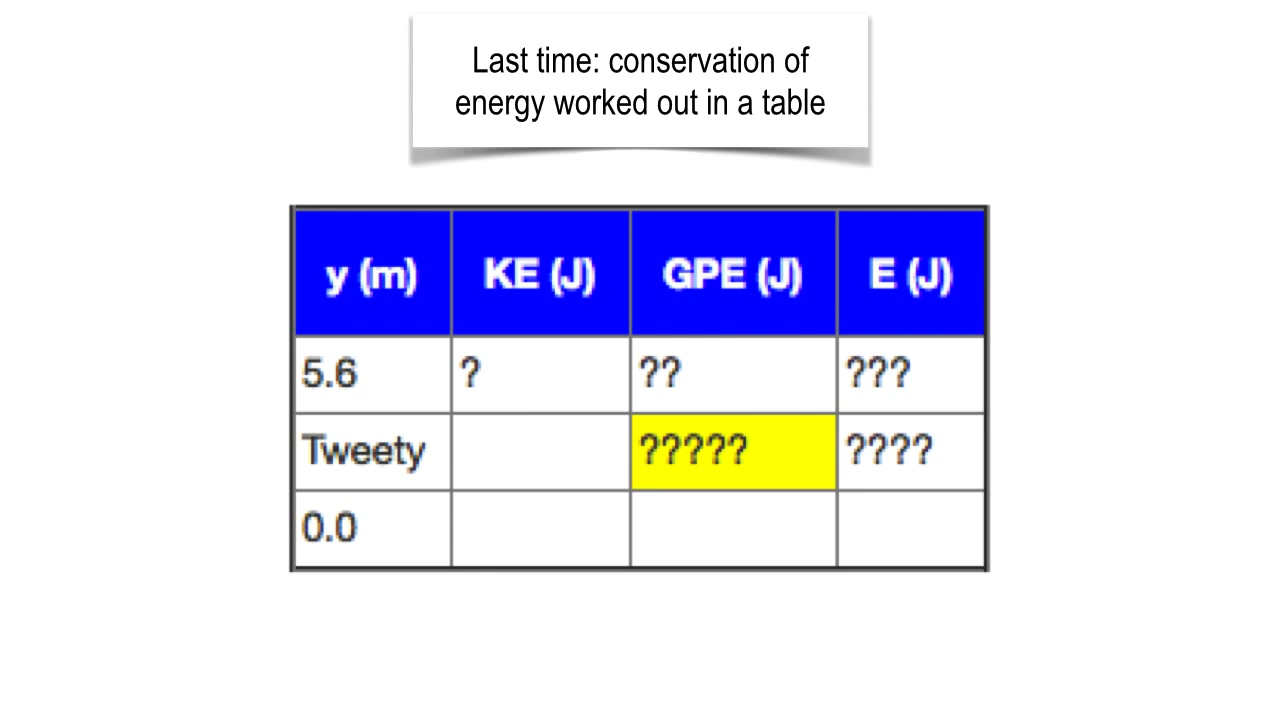 Last time: conservation of
energy worked out in a table
y (m) KE (J) GPE (J) E (J)
5.6 ? ?? ???
Tweety ????? ????
0.0